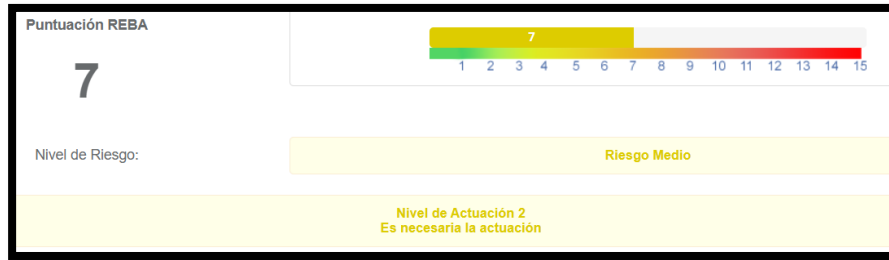 Puntuación REBA
7
7
1 2 3 4 5 6 7 8 9 10 11 12 13 14 15
Nivel de Riesgo:
Riesgo Medio
Nivel de Actuación 2
Es necesaria la actuación